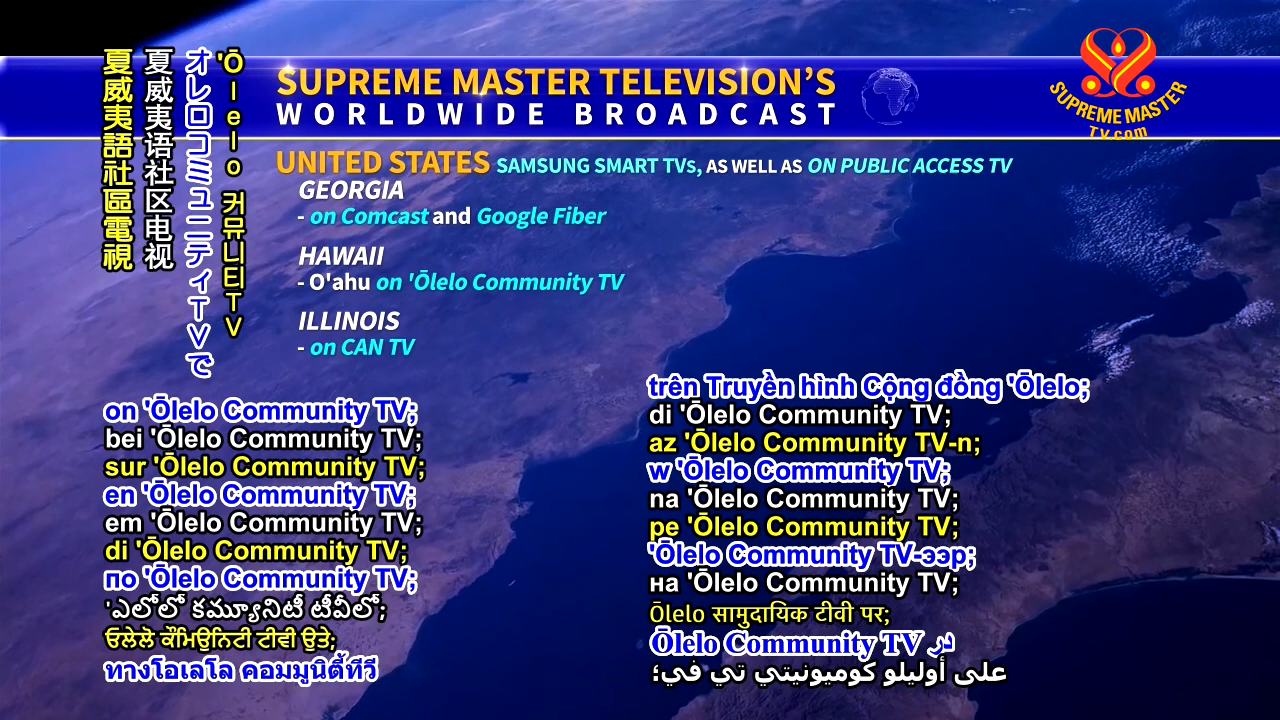 夏威夷語社區電視
夏威夷语社区电视
オレロコミュニティTVで
'Ōlelo 커뮤니티TV
SUPREME MASTER TELEVISION’S
WORLDWIDE BROADCAST
SUPREME MASTER
TV.com
UNITED STATES SAMSUNG SMART TVs, AS WELL AS ON PUBLIC ACCESS TV
GEORGIA
- on Comcast and Google Fiber
HAWAII
- O'ahu on 'Ōlelo Community TV
ILLINOIS
- on CAN TV
on 'Ōlelo Community TV;
bei 'Ōlelo Community TV;
sur 'Ōlelo Community TV;
en 'Ōlelo Community TV;
em 'Ōlelo Community TV;
di 'Ōlelo Community TV;
по 'Ōlelo Community TV;
'ఎలోలో కమ్యూనిటీ టీవీలో;
ਓਲੇਲੋ ਕੌਮਿਉਨਿਟੀ ਟੀਵੀ ਉਤੇ;
ทางโอเลโล คอมมูนิตี้ทีวี
trên Truyền hình Cộng đồng 'Ōlelo;
di 'Ōlelo Community TV;
az 'Ōlelo Community TV-n;
w 'Ōlelo Community TV;
na 'Ōlelo Community TV;
pe 'Ōlelo Community TV;
'Ōlelo Community TV-ээр;
на 'Ōlelo Community TV;
Ōlelo सामुदायिक टीवी पर;
Ōlelo Community TV در
على أوليلو كوميونيتي تي في؛